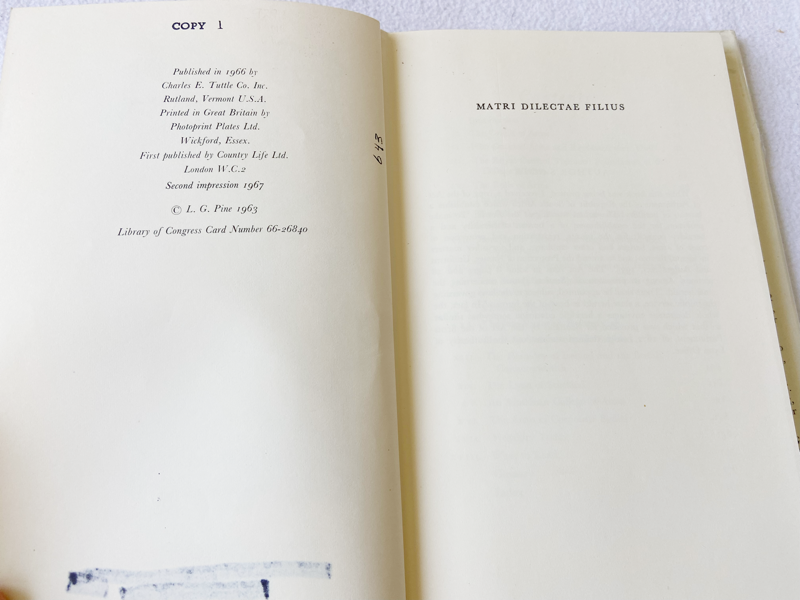 COPY 1
Published in 1966 by
Charles E. Tuttle Co. Inc.
Rutland, Vermont U.S.A.
Printed in Great Britain by
Photoprint Plates Ltd.
Wickford, Essex.
First published by Country Life Ltd.
London W.C.2
Second impression 1967
© L. G. Pine 1963
Library of Congress Card Number 66-26840
643
MATRI DILECTAE FILIUS